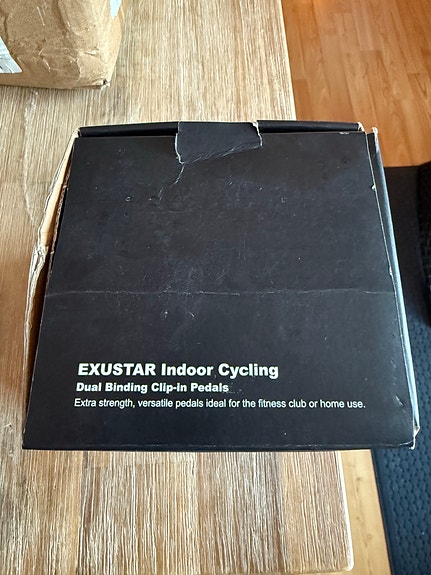 EXUSTAR Indoor Cycling
Dual Binding Clip-in Pedals
Extra strength, versatile pedals ideal for the fitness club or home use.